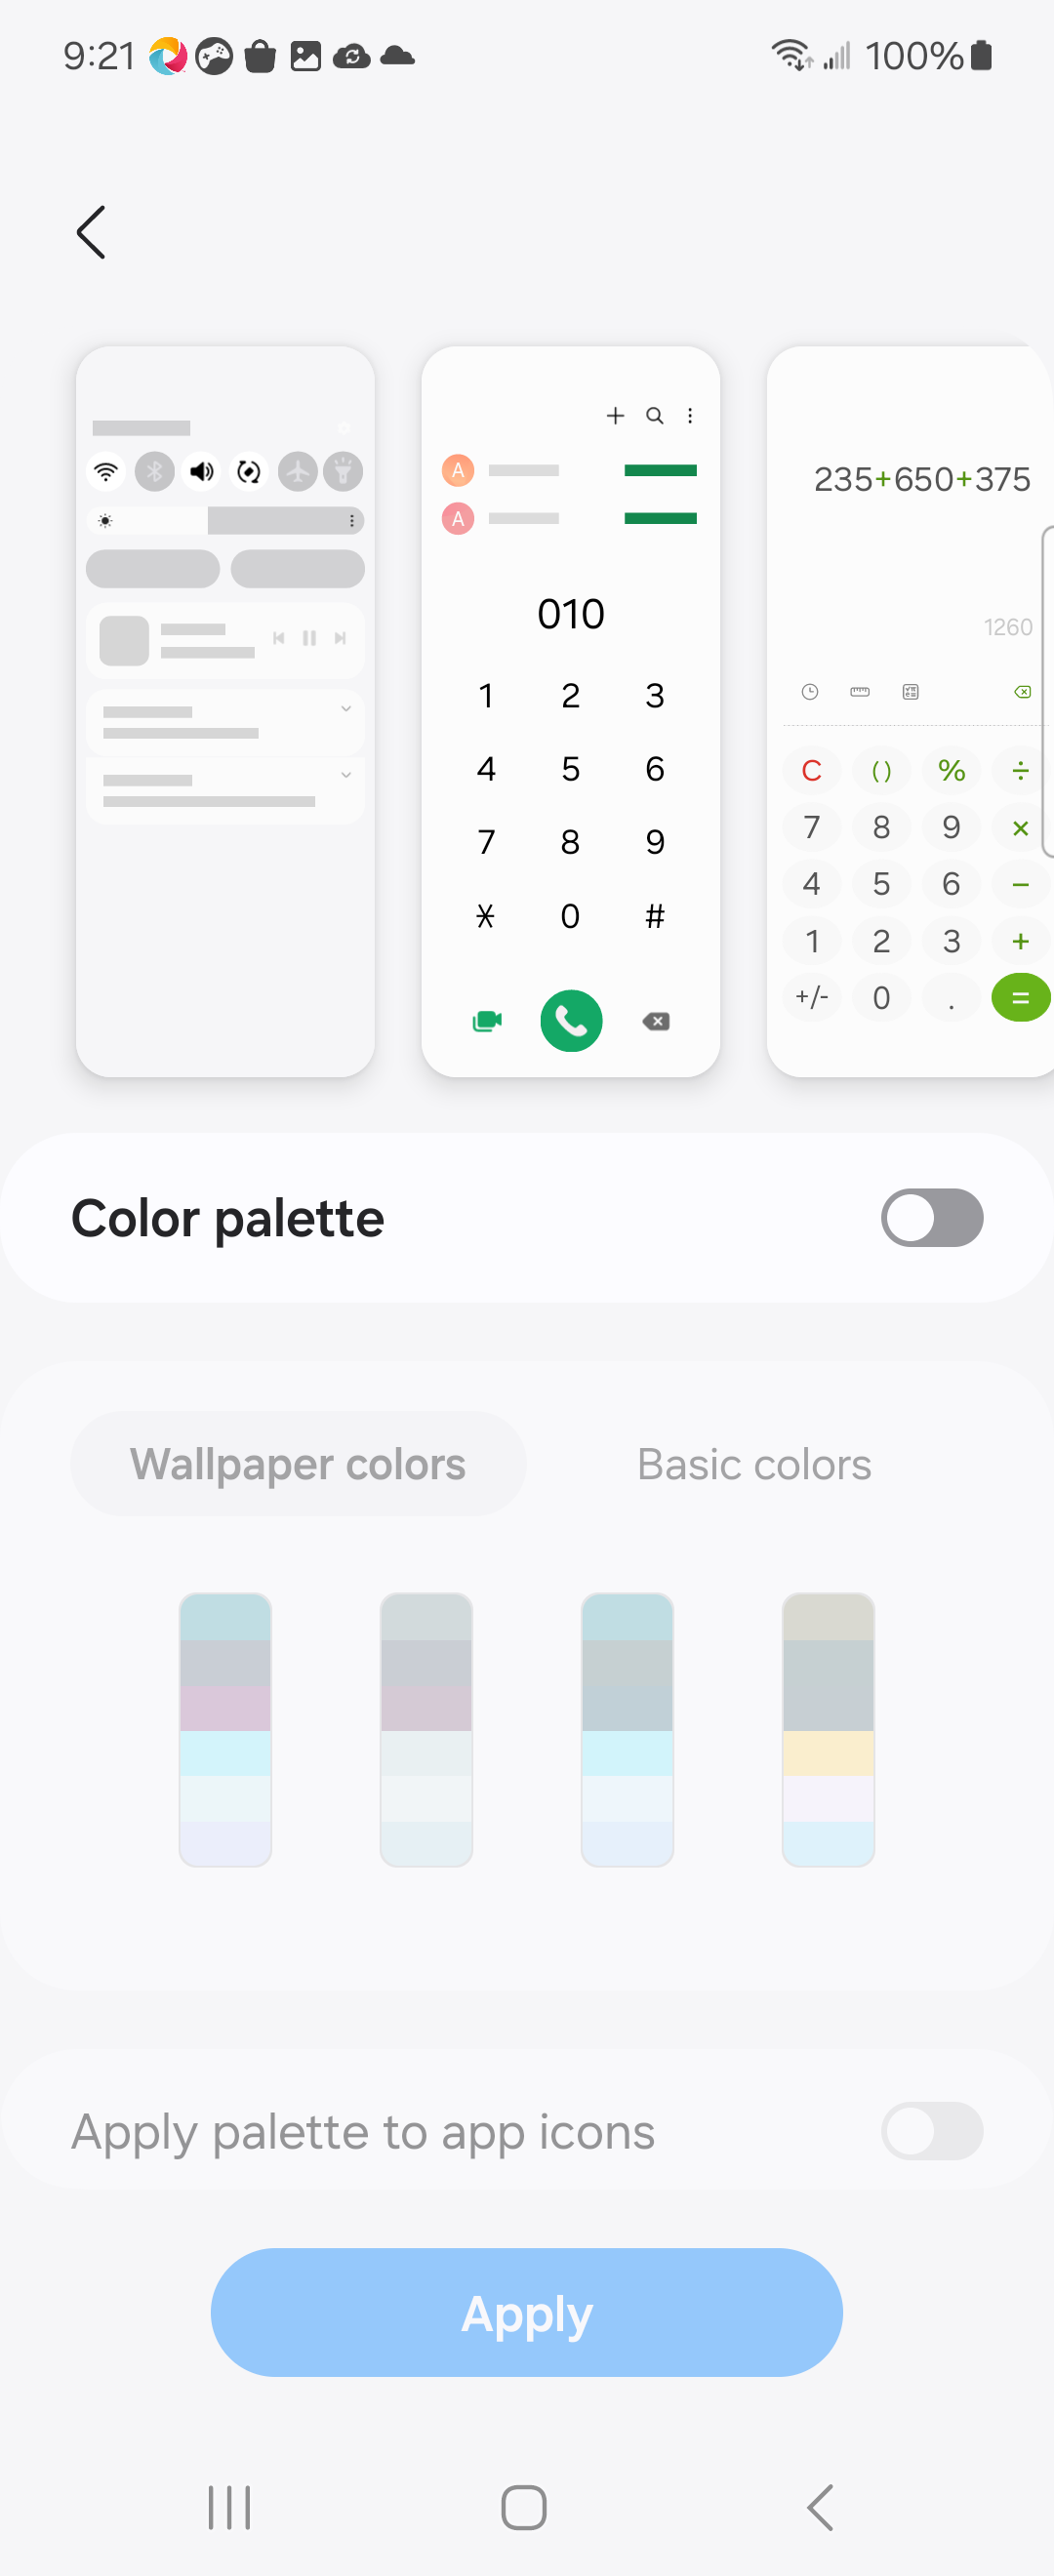 9:21 100%
A
A
010
1 2 3
4 5 6
7 8 9
* 0 #
235+650+375
1260
C ( ) % ÷
7 8 9 ×
4 5 6 −
1 2 3 +
+/- 0 . =
Color palette
Wallpaper colors Basic colors
Apply palette to app icons
Apply